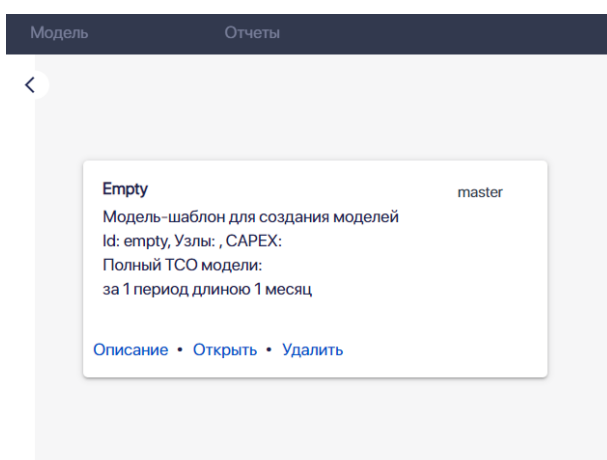 Модель Отчеты
Empty master
Модель-шаблон для создания моделей
Id: empty, Узлы: , CAPEX:
Полный ТСО модели:
за 1 период длиною 1 месяц
Описание • Открыть • Удалить